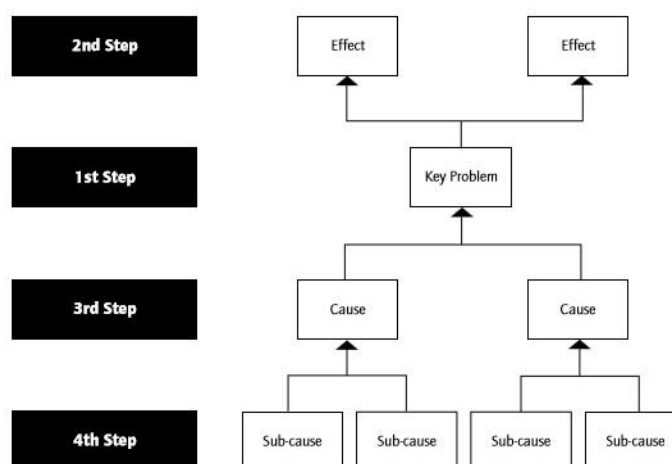 2nd Step
Effect
Effect
1st Step
Key Problem
3rd Step
Cause
Cause
4th Step
Sub-cause
Sub-cause
Sub-cause
Sub-cause